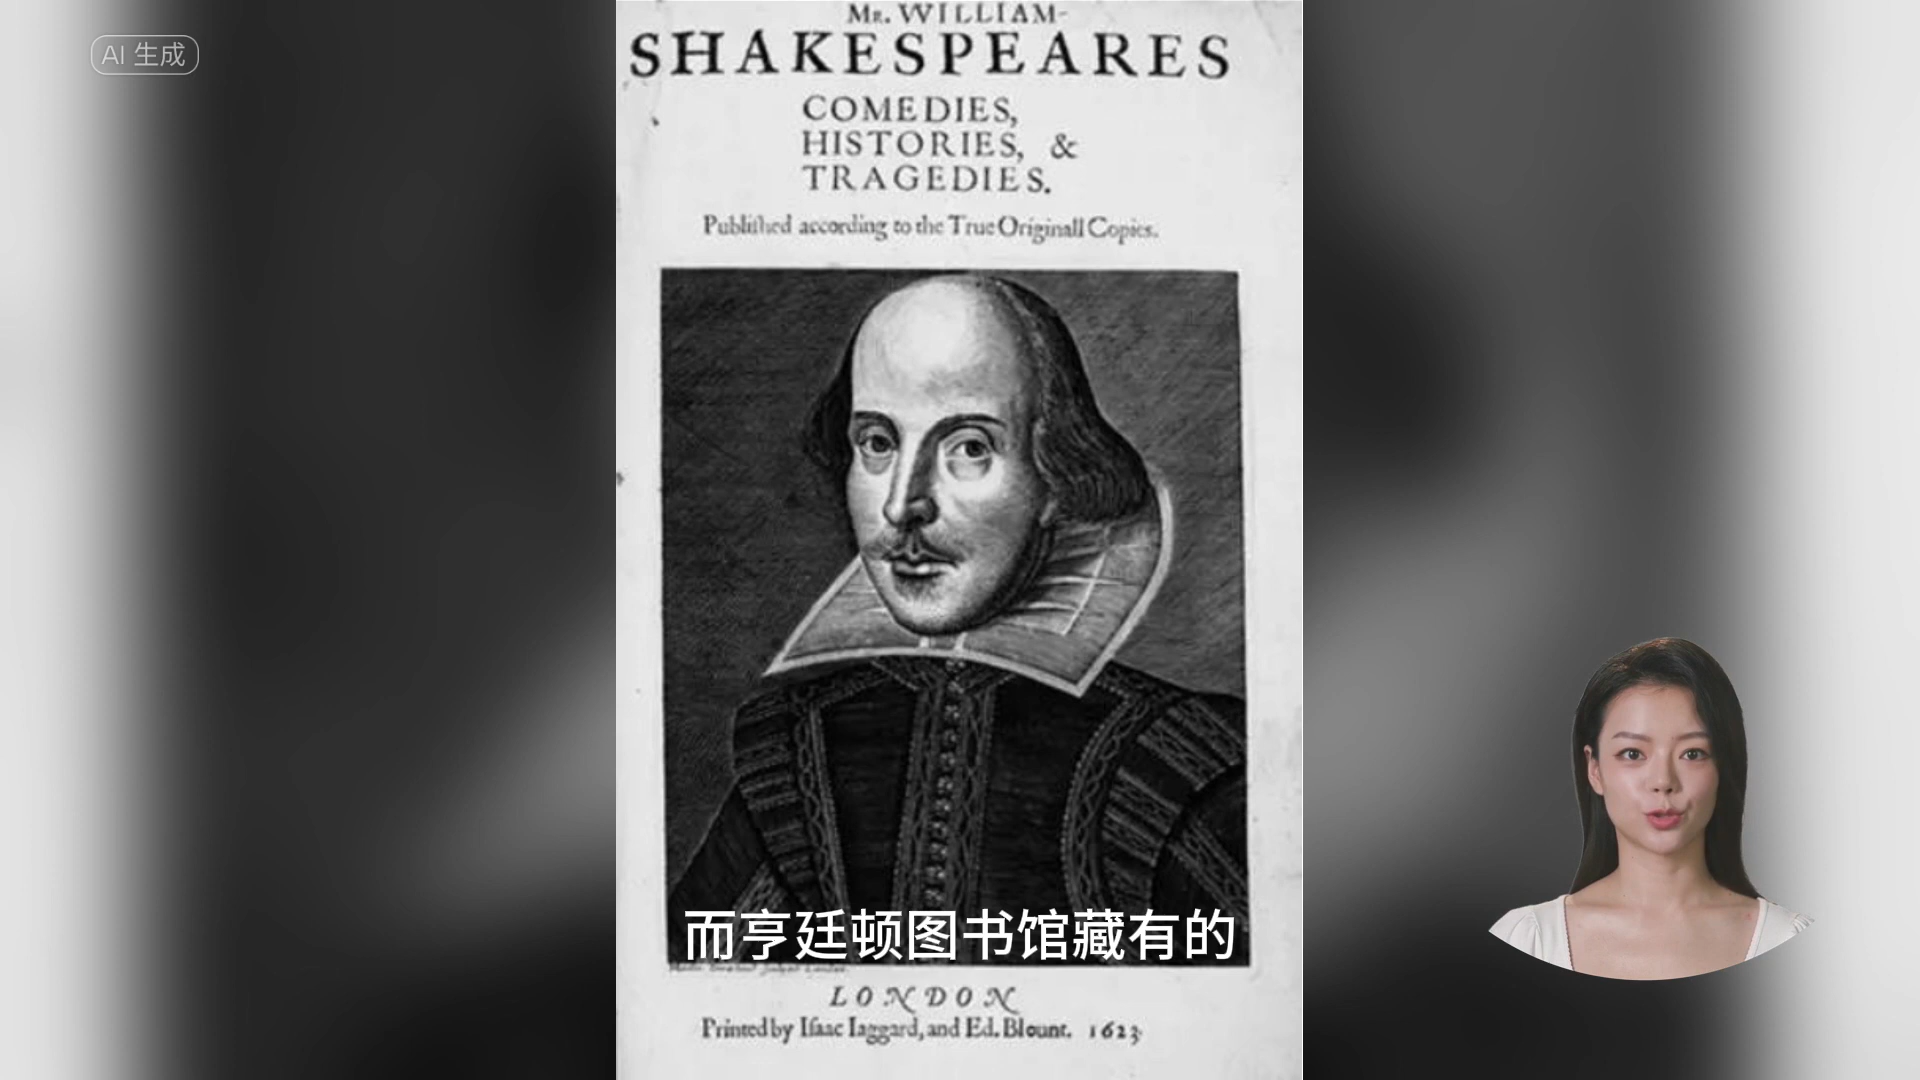 AI 生成
Mr. WILLIAM
SHAKESPEARES
COMEDIES,
HISTORIES, &
TRAGEDIES.
Publiſhed according to the True Originall Copies.
而亨廷顿图书馆藏有的
LONDON
Printed by Iſaac Iaggard, and Ed. Blount. 1623